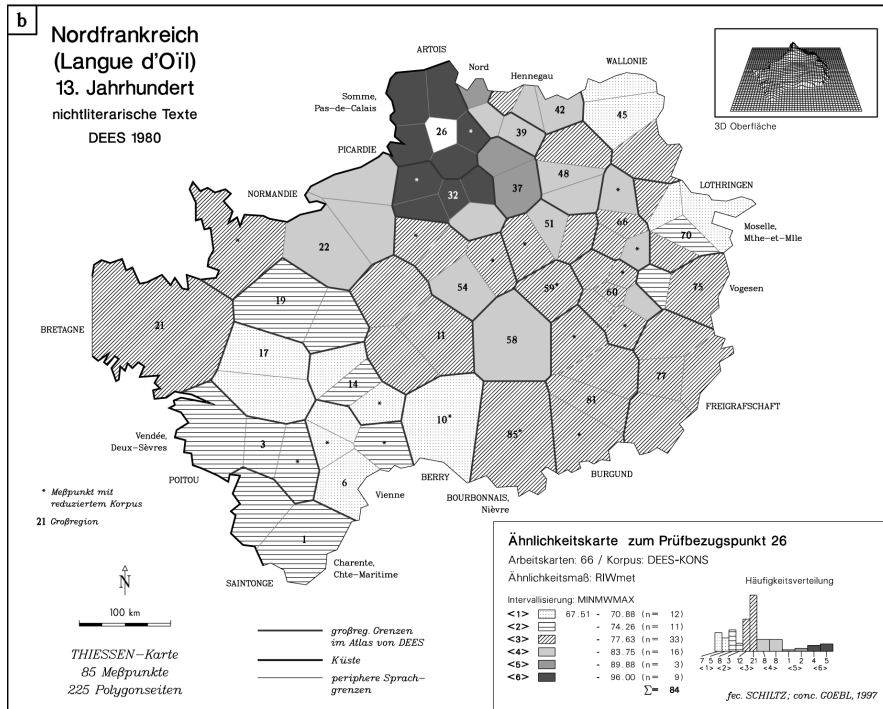 b
Nordfrankreich
(Langue d'Oïl)
13. Jahrhundert
nichtliterarische Texte
DEES 1980
ARTOIS
Nord
Hennegau
WALLONIE
Somme,
Pas-de-Calais
PICARDIE
NORMANDIE
3D Oberfläche
LOTHRINGEN
Moselle,
Mthe-et-Mlle
Vogesen
BRETAGNE
FREIGRAFSCHAFT
Vendée,
Deux-Sèvres
POITOU
Vienne
BERRY
BOURBONNAIS,
Nièvre
BURGUND
SAINTONGE
Charente,
Chte-Maritime
26
39
42
45
32
37
48
51
66
70
22
19
21
54
59*
60
75
17
11
58
14
77
10*
81
3
85*
6
1
* Meßpunkt mit
reduziertem Korpus
21 Großregion
N
100 km
THIESSEN-Karte
85 Meßpunkte
225 Polygonseiten
großreg. Grenzen
im Atlas von DEES
Küste
periphere Sprach-
grenzen
Ähnlichkeitskarte zum Prüfbezugspunkt 26
Arbeitskarten: 66 / Korpus: DEES-KONS
Ähnlichkeitsmaß: RIWmet
Intervallisierung: MINMWMAX
<1> 67.51 - 70.88 (n= 12)
<2> - 74.26 (n= 11)
<3> - 77.63 (n= 33)
<4> - 83.75 (n= 16)
<5> - 89.88 (n= 3)
<6> - 96.00 (n= 9)
Σ= 84
Häufigkeitsverteilung
7 5 8 3 12 21 8 8 1 2 4 5
<1> <2> <3> <4> <5> <6>
fec. SCHILTZ; conc. GOEBL, 1997